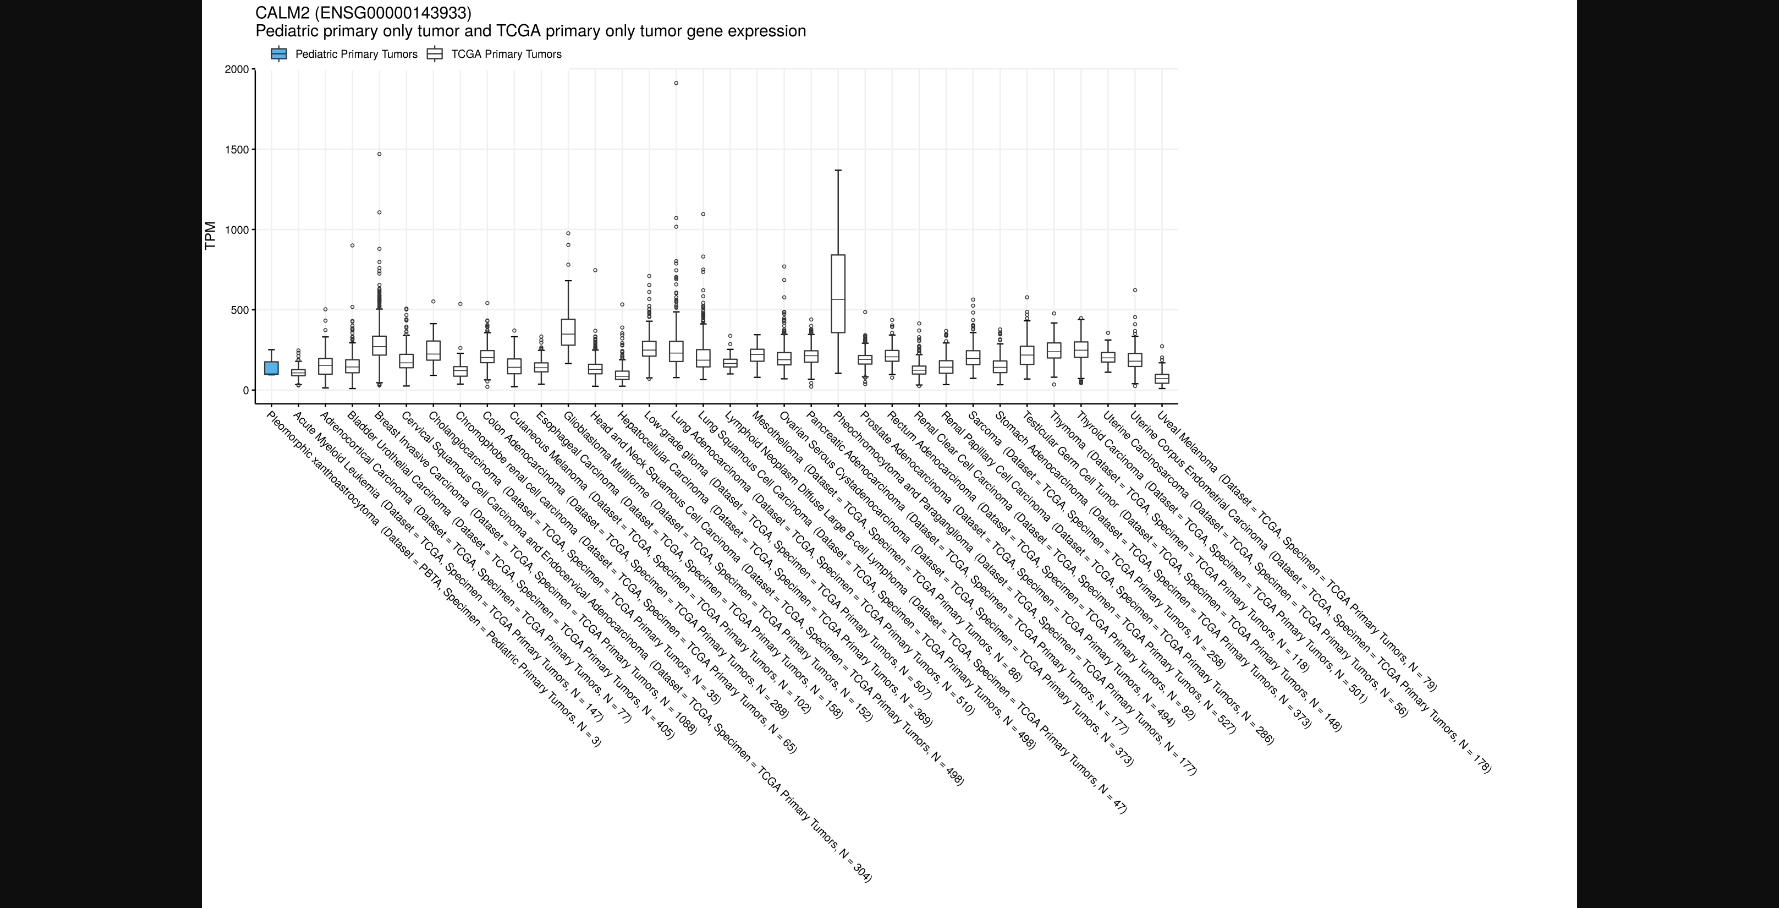 CALM2 (ENSG00000143933)
Pediatric primary only tumor and TCGA primary only tumor gene expression
Pediatric Primary Tumors
TCGA Primary Tumors
TPM
2000
1500
1000
500
0
Pleomorphic xanthoastrocytoma (Dataset = PBTA, Specimen = Pediatric Primary Tumors, N = 3)
Acute Myeloid Leukemia (Dataset = TCGA, Specimen = TCGA Primary Tumors, N = 147)
Adrenocortical Carcinoma (Dataset = TCGA, Specimen = TCGA Primary Tumors, N = 77)
Bladder Urothelial Carcinoma (Dataset = TCGA, Specimen = TCGA Primary Tumors, N = 405)
Breast Invasive Carcinoma (Dataset = TCGA, Specimen = TCGA Primary Tumors, N = 1088)
Cervical Squamous Cell Carcinoma and Endocervical Adenocarcinoma (Dataset = TCGA, Specimen = TCGA Primary Tumors, N = 304)
Cholangiocarcinoma (Dataset = TCGA, Specimen = TCGA Primary Tumors, N = 35)
Chromophobe renal cell carcinoma (Dataset = TCGA, Specimen = TCGA Primary Tumors, N = 65)
Colon Adenocarcinoma (Dataset = TCGA, Specimen = TCGA Primary Tumors, N = 288)
Cutaneous Melanoma (Dataset = TCGA, Specimen = TCGA Primary Tumors, N = 102)
Esophageal Carcinoma (Dataset = TCGA, Specimen = TCGA Primary Tumors, N = 158)
Glioblastoma Multiforme (Dataset = TCGA, Specimen = TCGA Primary Tumors, N = 152)
Head and Neck Squamous Cell Carcinoma (Dataset = TCGA, Specimen = TCGA Primary Tumors, N = 498)
Hepatocellular Carcinoma (Dataset = TCGA, Specimen = TCGA Primary Tumors, N = 369)
Low-grade glioma (Dataset = TCGA, Specimen = TCGA Primary Tumors, N = 507)
Lung Adenocarcinoma (Dataset = TCGA, Specimen = TCGA Primary Tumors, N = 510)
Lung Squamous Cell Carcinoma (Dataset = TCGA, Specimen = TCGA Primary Tumors, N = 498)
Lymphoid Neoplasm Diffuse Large B-cell Lymphoma (Dataset = TCGA, Specimen = TCGA Primary Tumors, N = 47)
Mesothelioma (Dataset = TCGA, Specimen = TCGA Primary Tumors, N = 86)
Ovarian Serous Cystadenocarcinoma (Dataset = TCGA, Specimen = TCGA Primary Tumors, N = 373)
Pancreatic Adenocarcinoma (Dataset = TCGA, Specimen = TCGA Primary Tumors, N = 177)
Pheochromocytoma and Paraganglioma (Dataset = TCGA, Specimen = TCGA Primary Tumors, N = 177)
Prostate Adenocarcinoma (Dataset = TCGA, Specimen = TCGA Primary Tumors, N = 494)
Rectum Adenocarcinoma (Dataset = TCGA, Specimen = TCGA Primary Tumors, N = 92)
Renal Clear Cell Carcinoma (Dataset = TCGA, Specimen = TCGA Primary Tumors, N = 527)
Renal Papillary Cell Carcinoma (Dataset = TCGA, Specimen = TCGA Primary Tumors, N = 286)
Sarcoma (Dataset = TCGA, Specimen = TCGA Primary Tumors, N = 258)
Stomach Adenocarcinoma (Dataset = TCGA, Specimen = TCGA Primary Tumors, N = 373)
Testicular Germ Cell Tumor (Dataset = TCGA, Specimen = TCGA Primary Tumors, N = 148)
Thymoma (Dataset = TCGA, Specimen = TCGA Primary Tumors, N = 118)
Thyroid Carcinoma (Dataset = TCGA, Specimen = TCGA Primary Tumors, N = 501)
Uterine Carcinosarcoma (Dataset = TCGA, Specimen = TCGA Primary Tumors, N = 56)
Uterine Corpus Endometrial Carcinoma (Dataset = TCGA, Specimen = TCGA Primary Tumors, N = 178)
Uveal Melanoma (Dataset = TCGA, Specimen = TCGA Primary Tumors, N = 79)